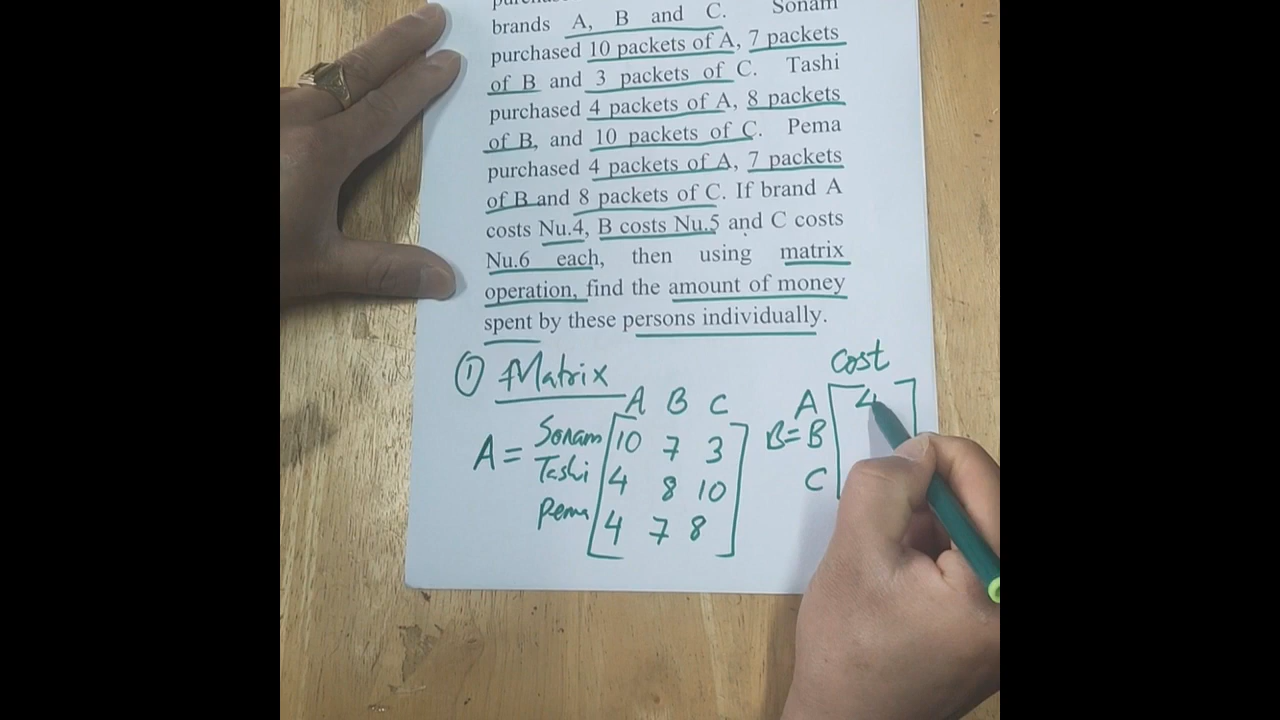 brands A, B and C. Sonam
purchased 10 packets of A, 7 packets
of B and 3 packets of C. Tashi
purchased 4 packets of A, 8 packets
of B, and 10 packets of C. Pema
purchased 4 packets of A, 7 packets
of B and 8 packets of C. If brand A
costs Nu.4, B costs Nu.5 and C costs
Nu.6 each, then using matrix
operation, find the amount of money
spent by these persons individually.
① Matrix
Cost
A B C
A
4
Sonam 10 7 3
B= B
A= Tashi 4 8 10
C
Pema 4 7 8